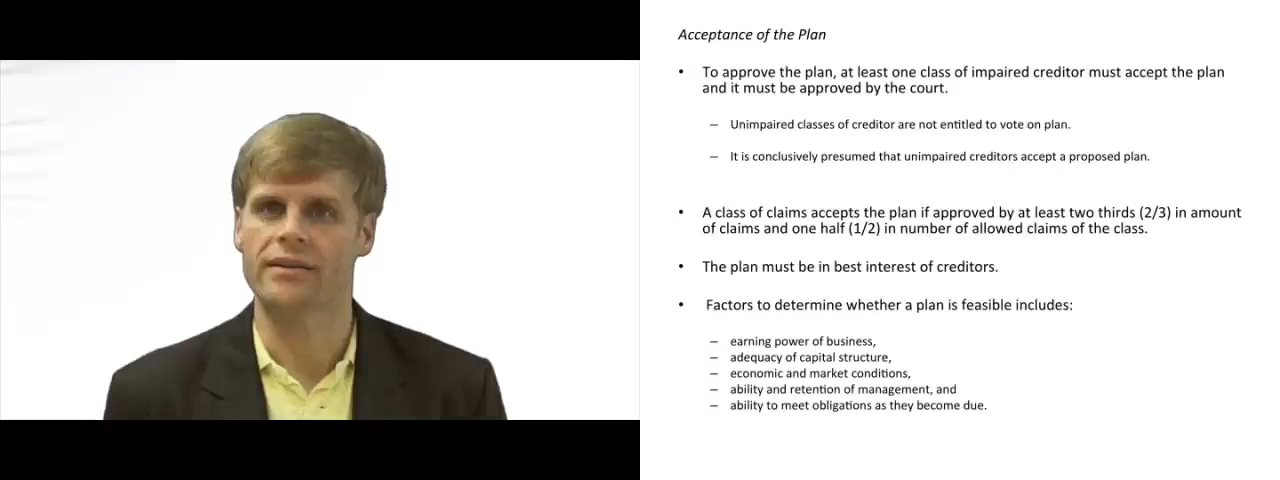 Acceptance of the Plan
• To approve the plan, at least one class of impaired creditor must accept the plan
and it must be approved by the court.
– Unimpaired classes of creditor are not entitled to vote on plan.
– It is conclusively presumed that unimpaired creditors accept a proposed plan.
• A class of claims accepts the plan if approved by at least two thirds (2/3) in amount
of claims and one half (1/2) in number of allowed claims of the class.
• The plan must be in best interest of creditors.
• Factors to determine whether a plan is feasible includes:
– earning power of business,
– adequacy of capital structure,
– economic and market conditions,
– ability and retention of management, and
– ability to meet obligations as they become due.